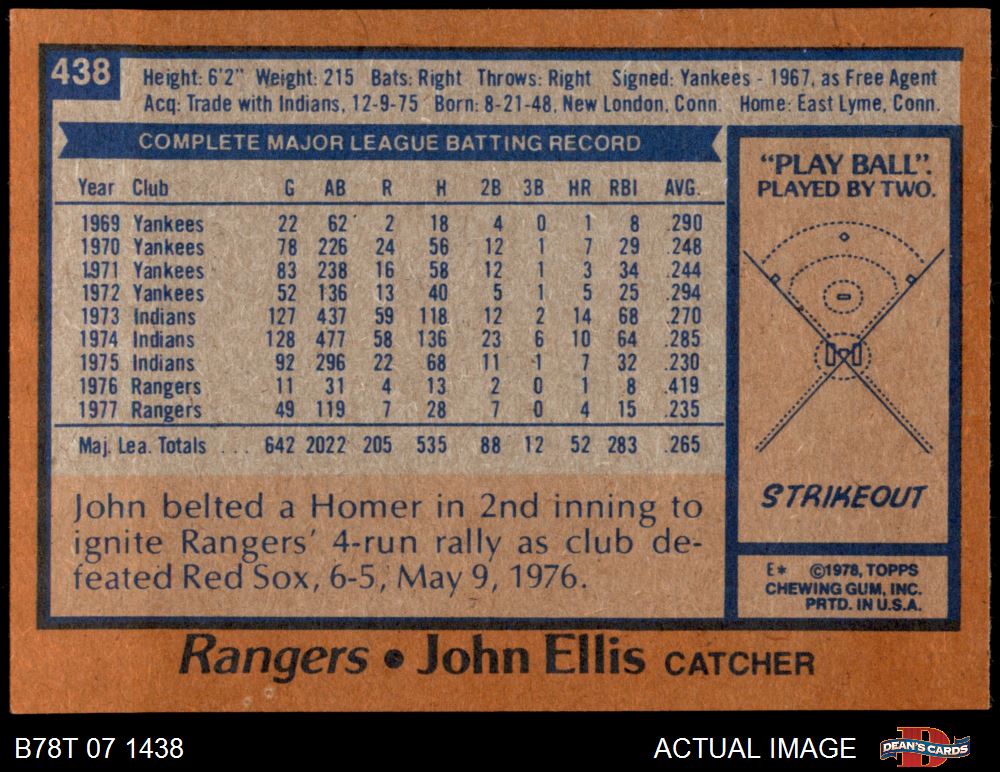 438
Height: 6'2" Weight: 215 Bats: Right Throws: Right Signed: Yankees - 1967, as Free Agent
Acq: Trade with Indians, 12-9-75 Born: 8-21-48, New London, Conn. Home: East Lyme, Conn.
COMPLETE MAJOR LEAGUE BATTING RECORD
Year Club G AB R H 2B 3B HR RBI AVG.
1969 Yankees 22 62 2 18 4 0 1 8 .290
1970 Yankees 78 226 24 56 12 1 7 29 .248
1971 Yankees 83 238 16 58 12 1 3 34 .244
1972 Yankees 52 136 13 40 5 1 5 25 .294
1973 Indians 127 437 59 118 12 2 14 68 .270
1974 Indians 128 477 58 136 23 6 10 64 .285
1975 Indians 92 296 22 68 11 1 7 32 .230
1976 Rangers 11 31 4 13 2 0 1 8 .419
1977 Rangers 49 119 7 28 7 0 4 15 .235
Maj. Lea. Totals . . . 642 2022 205 535 88 12 52 283 .265
John belted a Homer in 2nd inning to
ignite Rangers' 4-run rally as club de-
feated Red Sox, 6-5, May 9, 1976.
"PLAY BALL".
PLAYED BY TWO.
STRIKEOUT
E* ©1978, TOPPS
CHEWING GUM, INC.
PRTD. IN U.S.A.
Rangers • John Ellis CATCHER
B78T 07 1438
ACTUAL IMAGE
D
DEAN'S CARDS